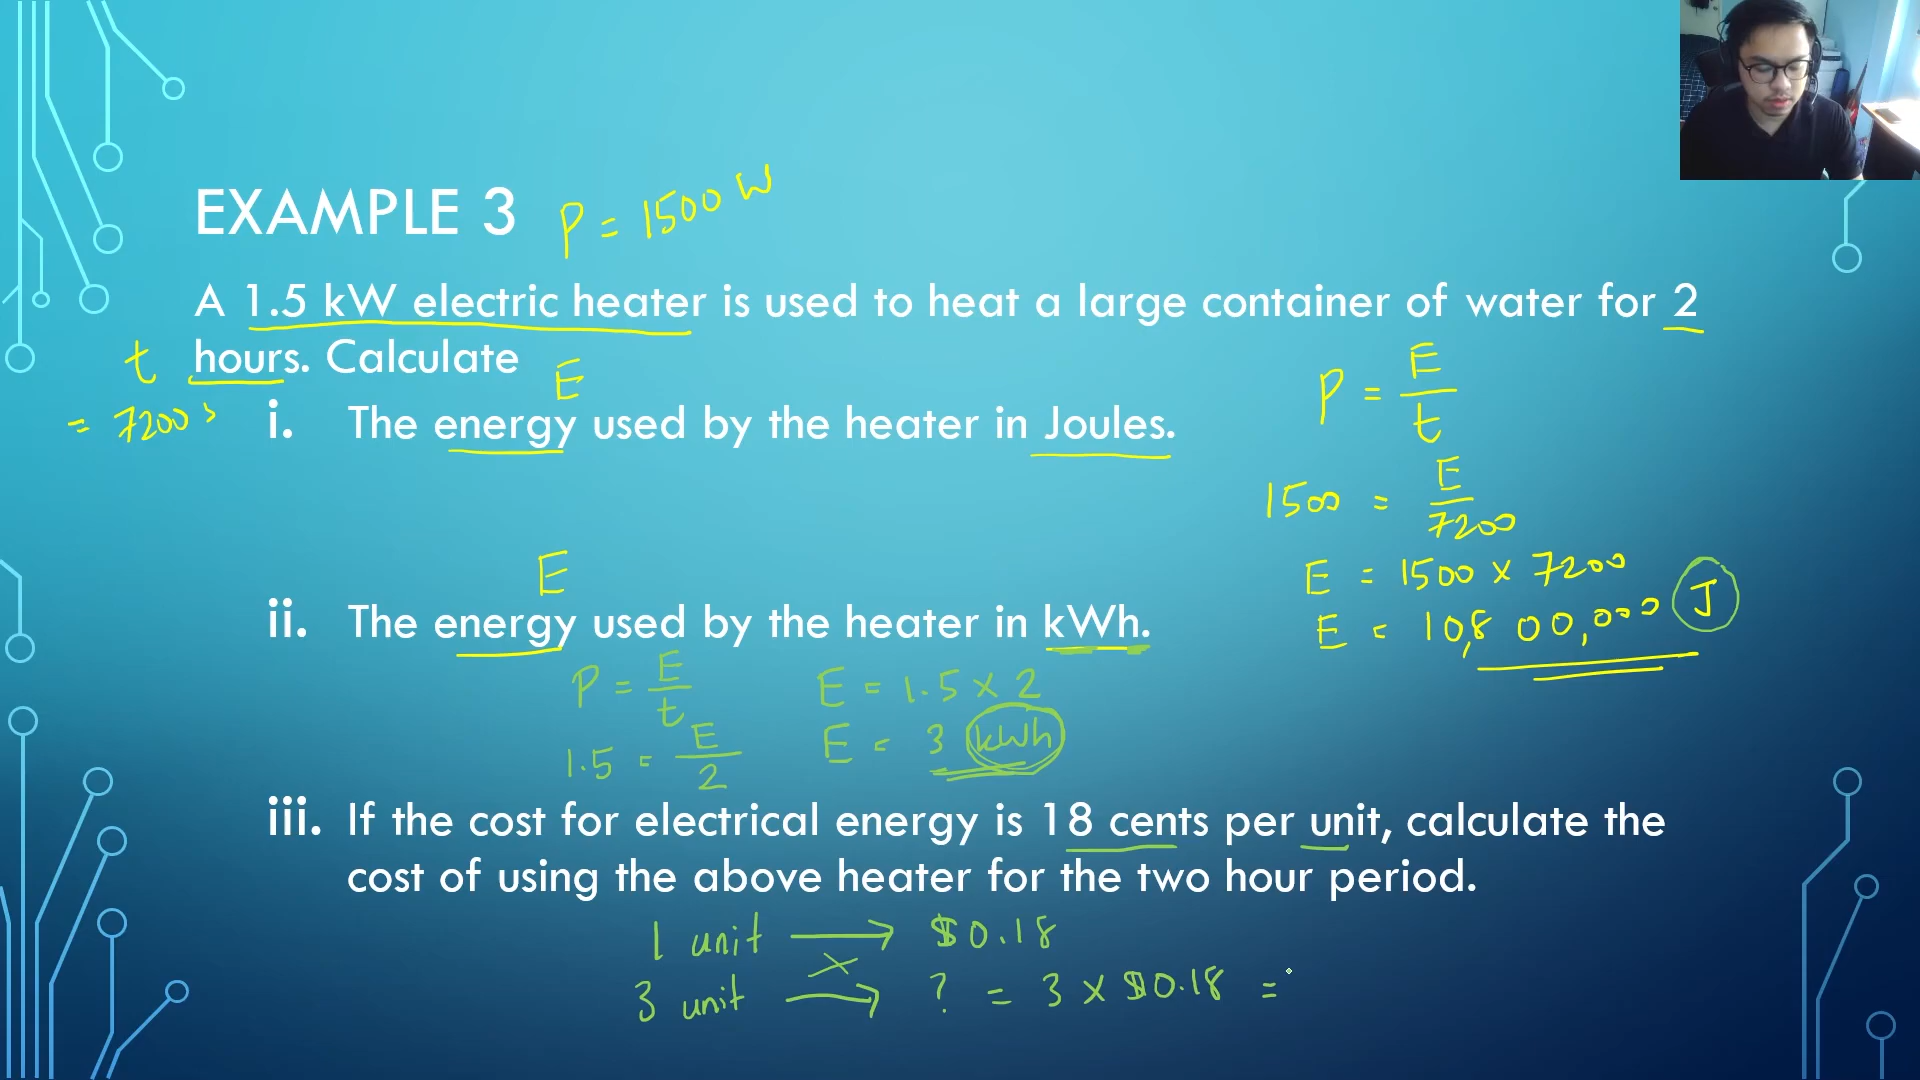 EXAMPLE 3 P = 1500 W
A 1.5 kW electric heater is used to heat a large container of water for 2
t hours. Calculate
= 7200 s
E
i. The energy used by the heater in Joules.
P = E/t
1500 = E/7200
E = 1500 × 7200
E = 10,800,000 J
E
ii. The energy used by the heater in kWh.
P = E/t E = 1.5 × 2
1.5 = E/2 E = 3 kWh
iii. If the cost for electrical energy is 18 cents per unit, calculate the
cost of using the above heater for the two hour period.
1 unit → $0.18
×
3 unit → ? = 3 × $0.18 =